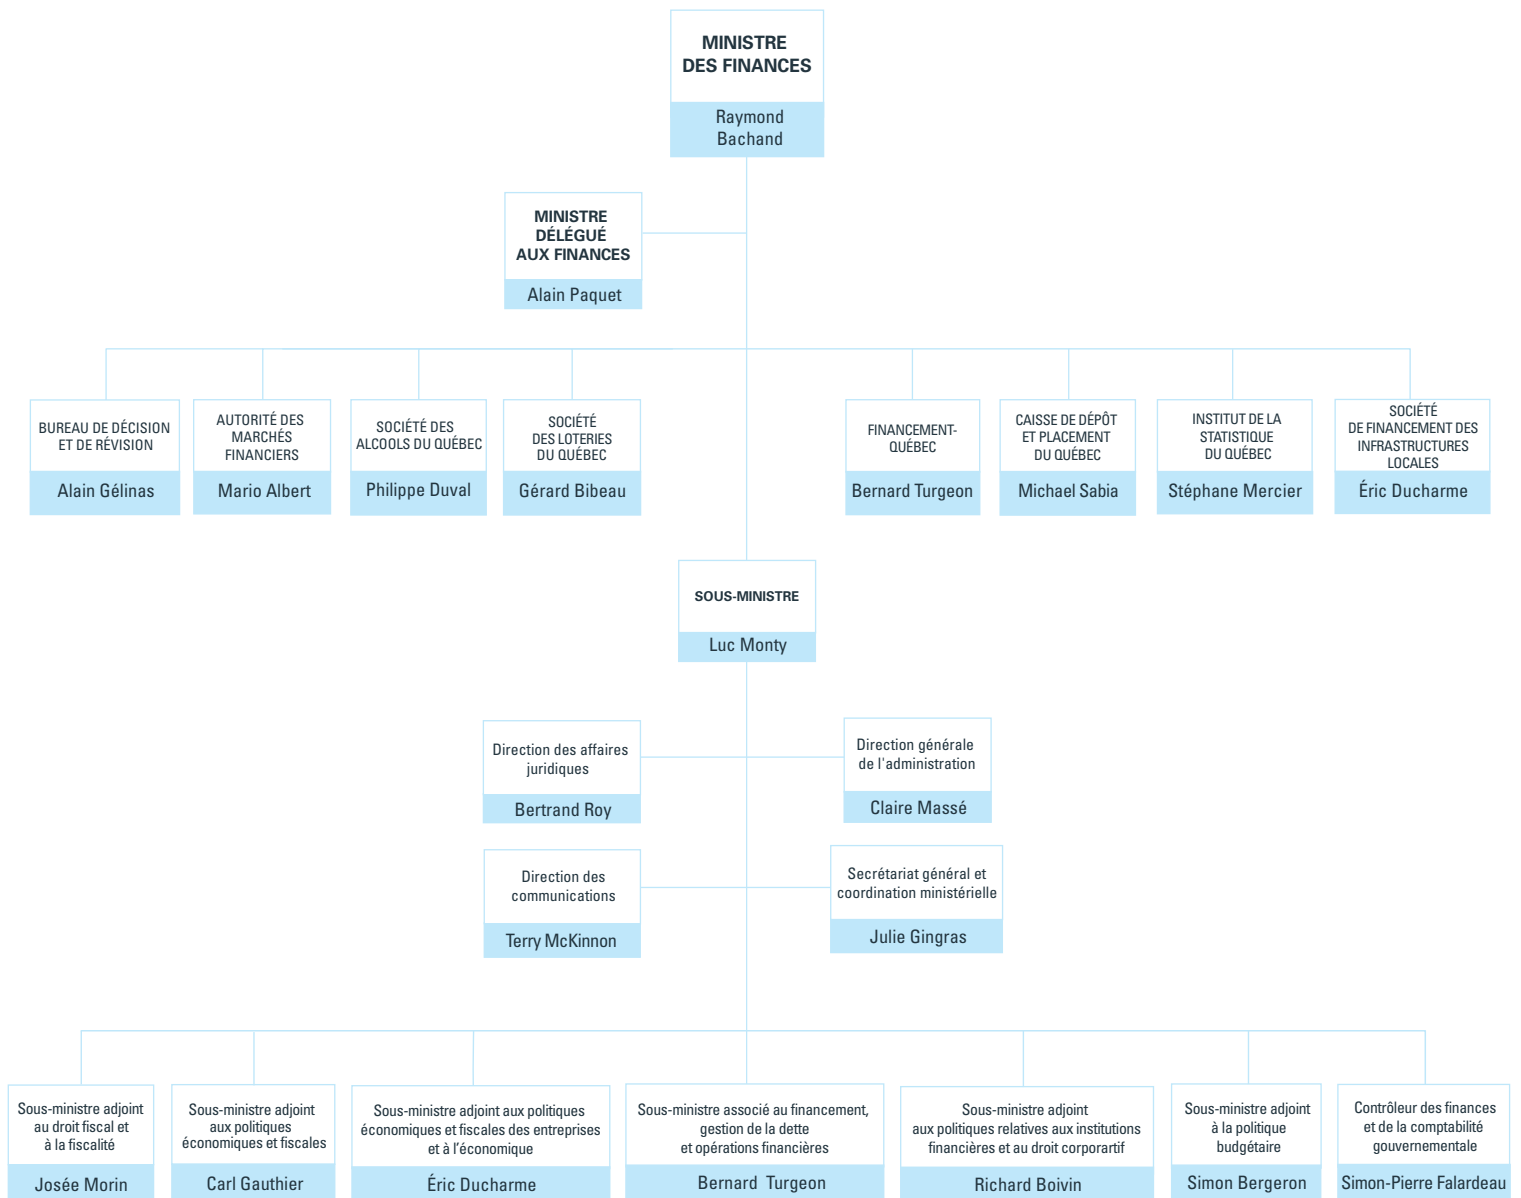 MINISTRE
DES FINANCES
Raymond
Bachand
MINISTRE
DÉLÉGUÉ
AUX FINANCES
Alain Paquet
BUREAU DE DÉCISION
ET DE RÉVISION
Alain Gélinas
AUTORITÉ DES
MARCHÉS
FINANCIERS
Mario Albert
SOCIÉTÉ DES
ALCOOLS DU QUÉBEC
Philippe Duval
SOCIÉTÉ
DES LOTERIES
DU QUÉBEC
Gérard Bibeau
FINANCEMENT-
QUÉBEC
Bernard Turgeon
CAISSE DE DÉPÔT
ET PLACEMENT
DU QUÉBEC
Michael Sabia
INSTITUT DE LA
STATISTIQUE
DU QUÉBEC
Stéphane Mercier
SOCIÉTÉ
DE FINANCEMENT DES
INFRASTRUCTURES
LOCALES
Éric Ducharme
SOUS-MINISTRE
Luc Monty
Direction des affaires
juridiques
Bertrand Roy
Direction générale
de l'administration
Claire Massé
Direction des
communications
Terry McKinnon
Secrétariat général et
coordination ministérielle
Julie Gingras
Sous-ministre adjoint
au droit fiscal et
à la fiscalité
Josée Morin
Sous-ministre adjoint
aux politiques
économiques et fiscales
Carl Gauthier
Sous-ministre adjoint aux politiques
économiques et fiscales des entreprises
et à l’économique
Éric Ducharme
Sous-ministre associé au financement,
gestion de la dette
et opérations financières
Bernard Turgeon
Sous-ministre adjoint
aux politiques relatives aux institutions
financières et au droit corporartif
Richard Boivin
Sous-ministre adjoint
à la politique
budgétaire
Simon Bergeron
Contrôleur des finances
et de la comptabilité
gouvernementale
Simon-Pierre Falardeau